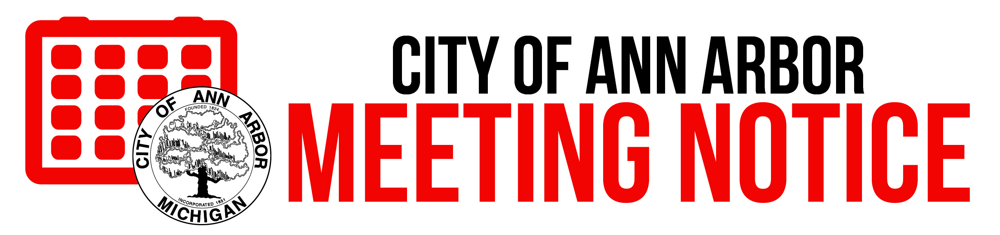 CITY OF ANN ARBOR
MEETING NOTICE
CITY OF ANN ARBOR
FOUNDED 1824
INCORPORATED 1851
MICHIGAN